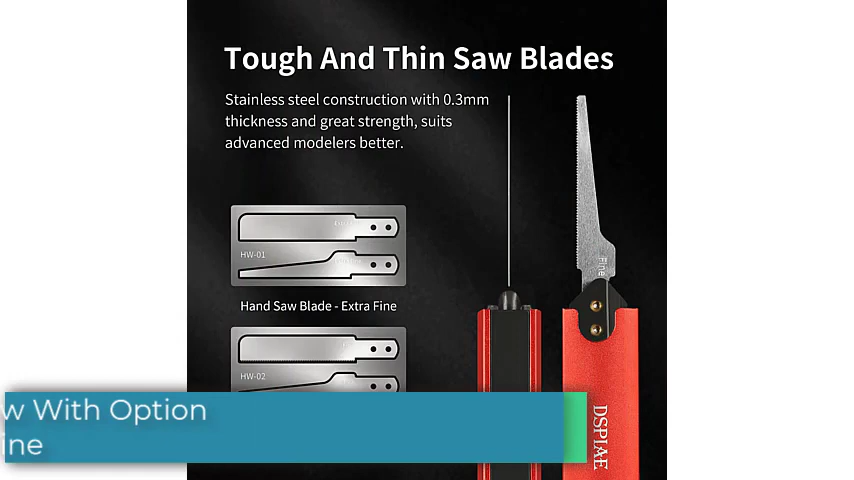 Tough And Thin Saw Blades
Stainless steel construction with 0.3mm
thickness and great strength, suits
advanced modelers better.
HW-01
Hand Saw Blade - Extra Fine
HW-02
Fine
DSPIAE
w With Option
ine